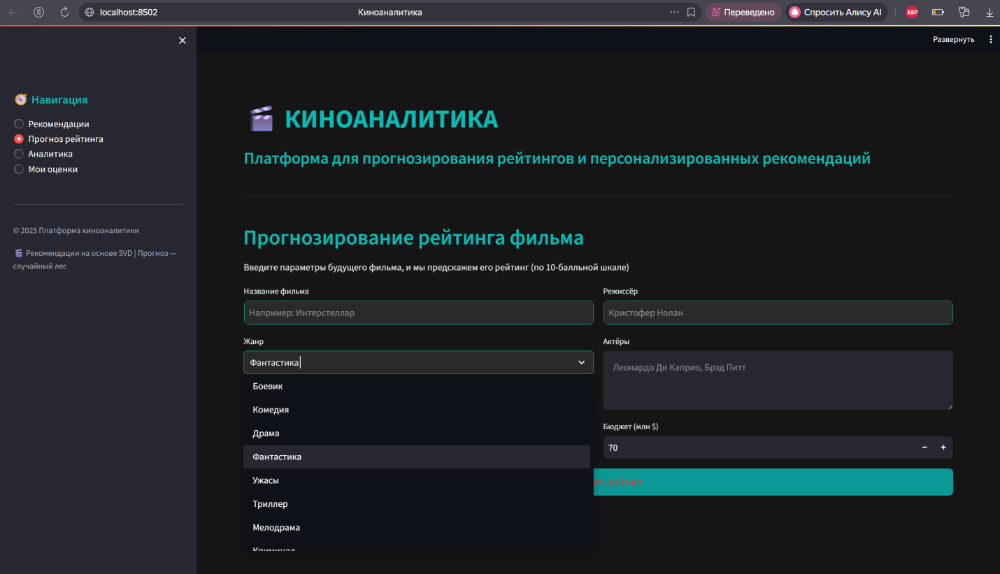 localhost:8502
Киноаналитика
Переведено
Спросить Алису AI
ABP
Развернуть
Навигация
Рекомендации
Прогноз рейтинга
Аналитика
Мои оценки
© 2025 Платформа киноаналитики
Рекомендации на основе SVD | Прогноз —
случайный лес
КИНОАНАЛИТИКА
Платформа для прогнозирования рейтингов и персонализированных рекомендаций
Прогнозирование рейтинга фильма
Введите параметры будущего фильма, и мы предскажем его рейтинг (по 10-балльной шкале)
Название фильма
Например: Интерстеллар
Режиссёр
Кристофер Нолан
Жанр
Фантастика
Боевик
Комедия
Драма
Фантастика
Ужасы
Триллер
Мелодрама
Криминал
Актёры
Леонардо Ди Каприо, Брэд Питт
Бюджет (млн $)
70